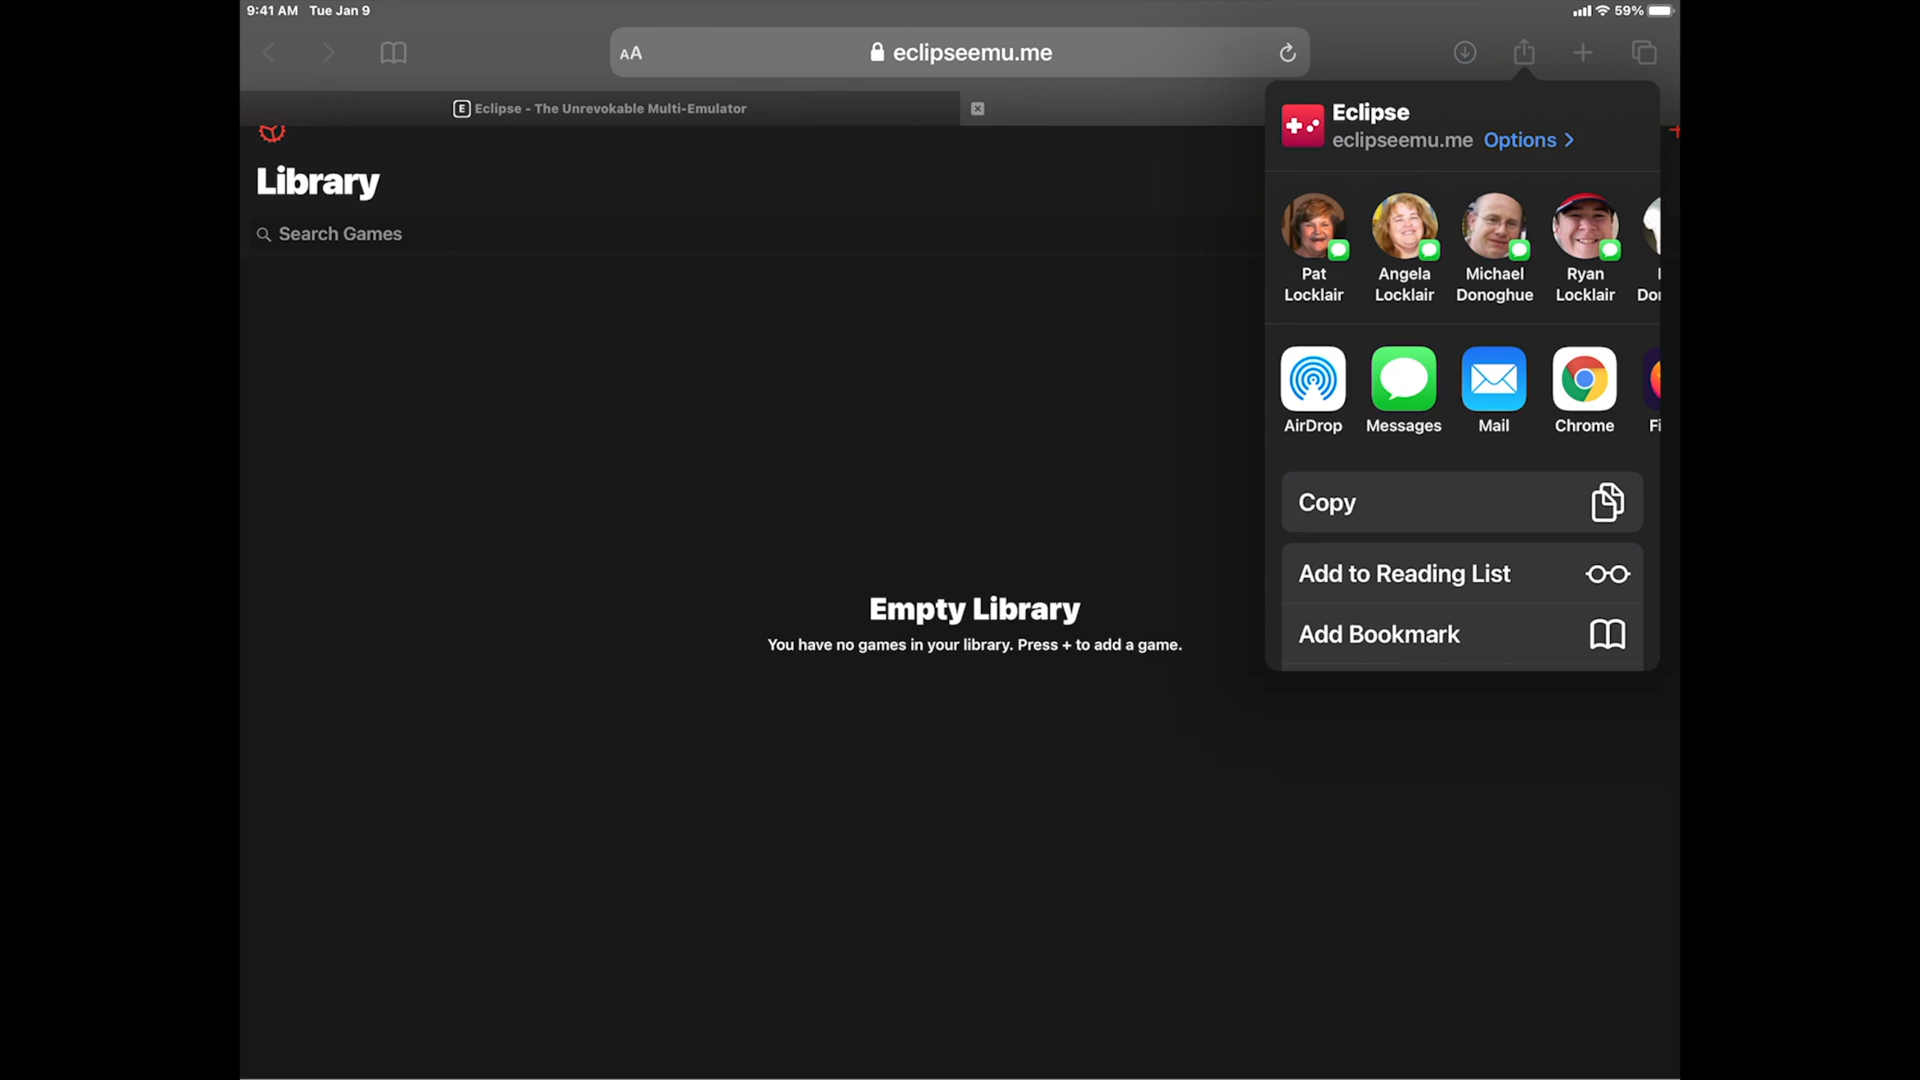 9:41 AM Tue Jan 9
59%
AA
eclipseemu.me
E Eclipse - The Unrevokable Multi-Emulator
Library
Search Games
Empty Library
You have no games in your library. Press + to add a game.
Eclipse
eclipseemu.me Options >
Pat
Locklair
Angela
Locklair
Michael
Donoghue
Ryan
Locklair
AirDrop
Messages
Mail
Chrome
Copy
Add to Reading List
Add Bookmark